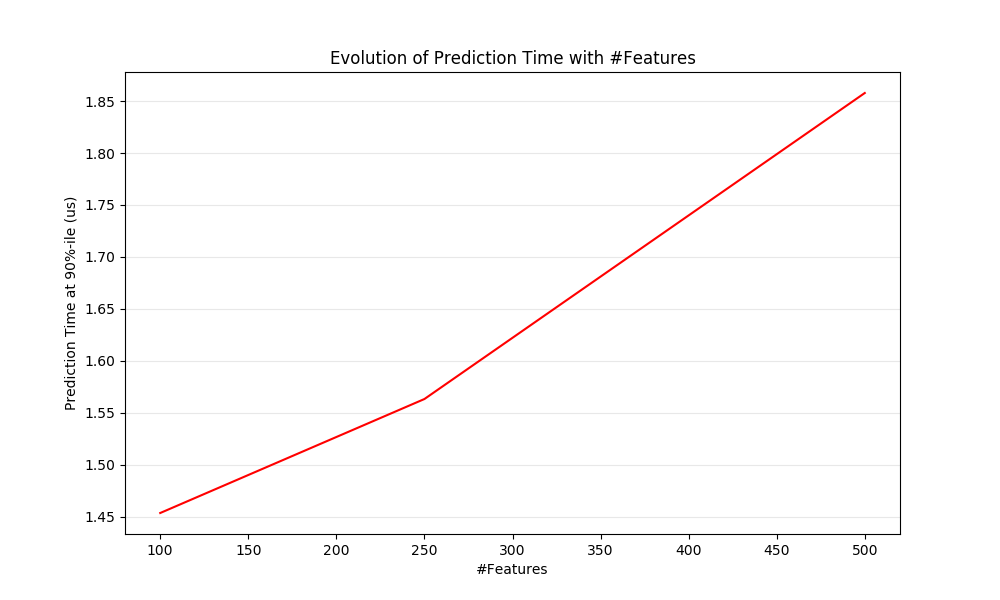 Evolution of Prediction Time with #Features
Prediction Time at 90%-ile (us)
1.85
1.80
1.75
1.70
1.65
1.60
1.55
1.50
1.45
100 150 200 250 300 350 400 450 500
#Features